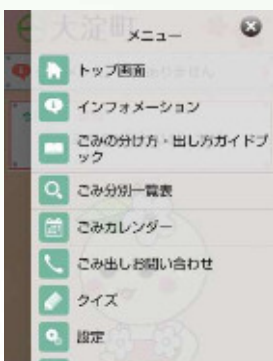 大淀町
メニュー
トップ画面
インフォメーション
ごみの分け方・出し方ガイドブ
ック
ごみ分別一覧表
ごみカレンダー
ごみ出しお問い合わせ
クイズ
設定